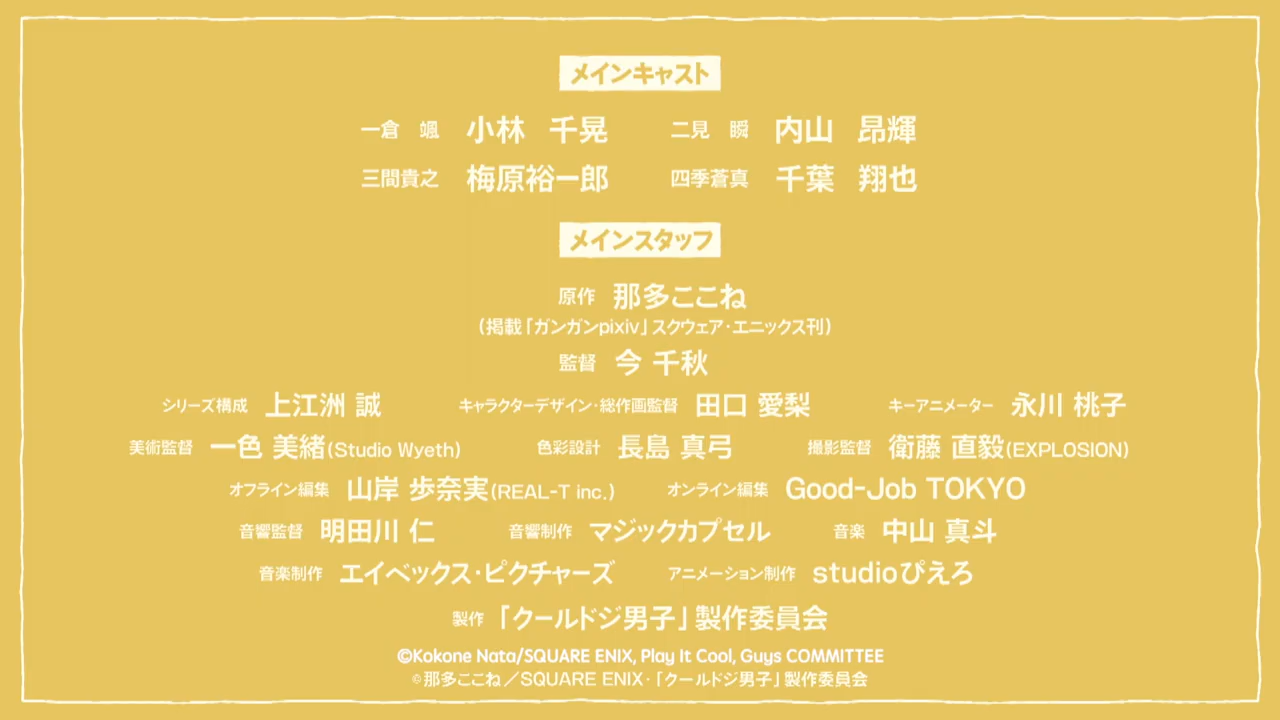 メインキャスト
一倉　颯　小林　千晃　二見　瞬　内山　昂輝
三間貴之　梅原裕一郎　四季蒼真　千葉　翔也
メインスタッフ
原作　那多ここね
（掲載「ガンガンpixiv」スクウェア・エニックス刊）
監督　今 千秋
シリーズ構成　上江洲 誠　キャラクターデザイン・総作画監督　田口 愛梨　キーアニメーター　永川 桃子
美術監督　一色 美緒(Studio Wyeth)　色彩設計　長島 真弓　撮影監督　衛藤 直毅(EXPLOSION)
オフライン編集　山岸 歩奈実(REAL-T inc.)　オンライン編集　Good-Job TOKYO
音響監督　明田川 仁　音響制作　マジックカプセル　音楽　中山 真斗
音楽制作　エイベックス・ピクチャーズ　アニメーション制作　studioぴえろ
製作　「クールドジ男子」製作委員会
©Kokone Nata/SQUARE ENIX, Play It Cool, Guys COMMITTEE
©那多ここね／SQUARE ENIX・「クールドジ男子」製作委員会